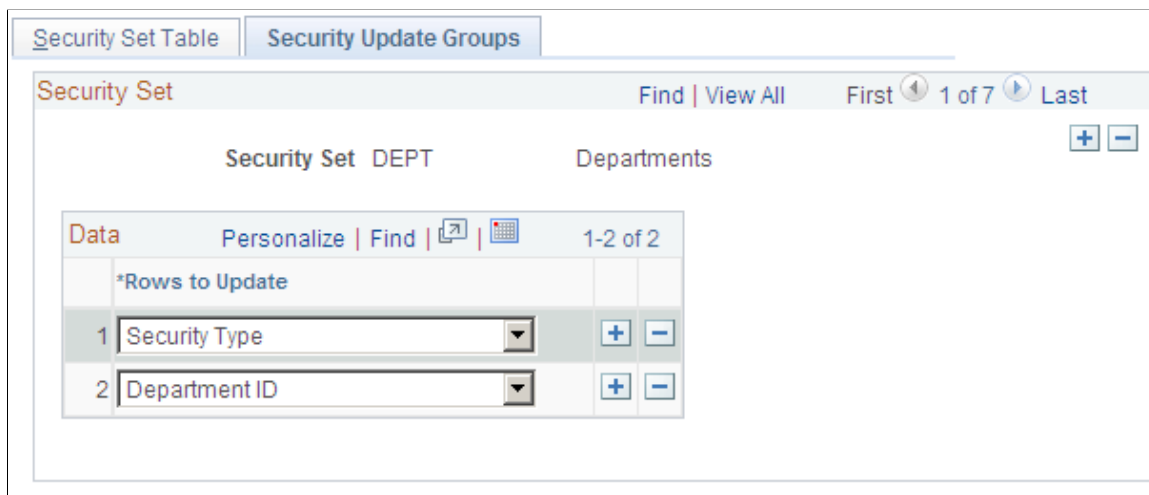 Security Set Table Security Update Groups
Security Set Find | View All First 1 of 7 Last
Security Set DEPT Departments
Data Personalize | Find | | 1-2 of 2
*Rows to Update
1 Security Type
2 Department ID